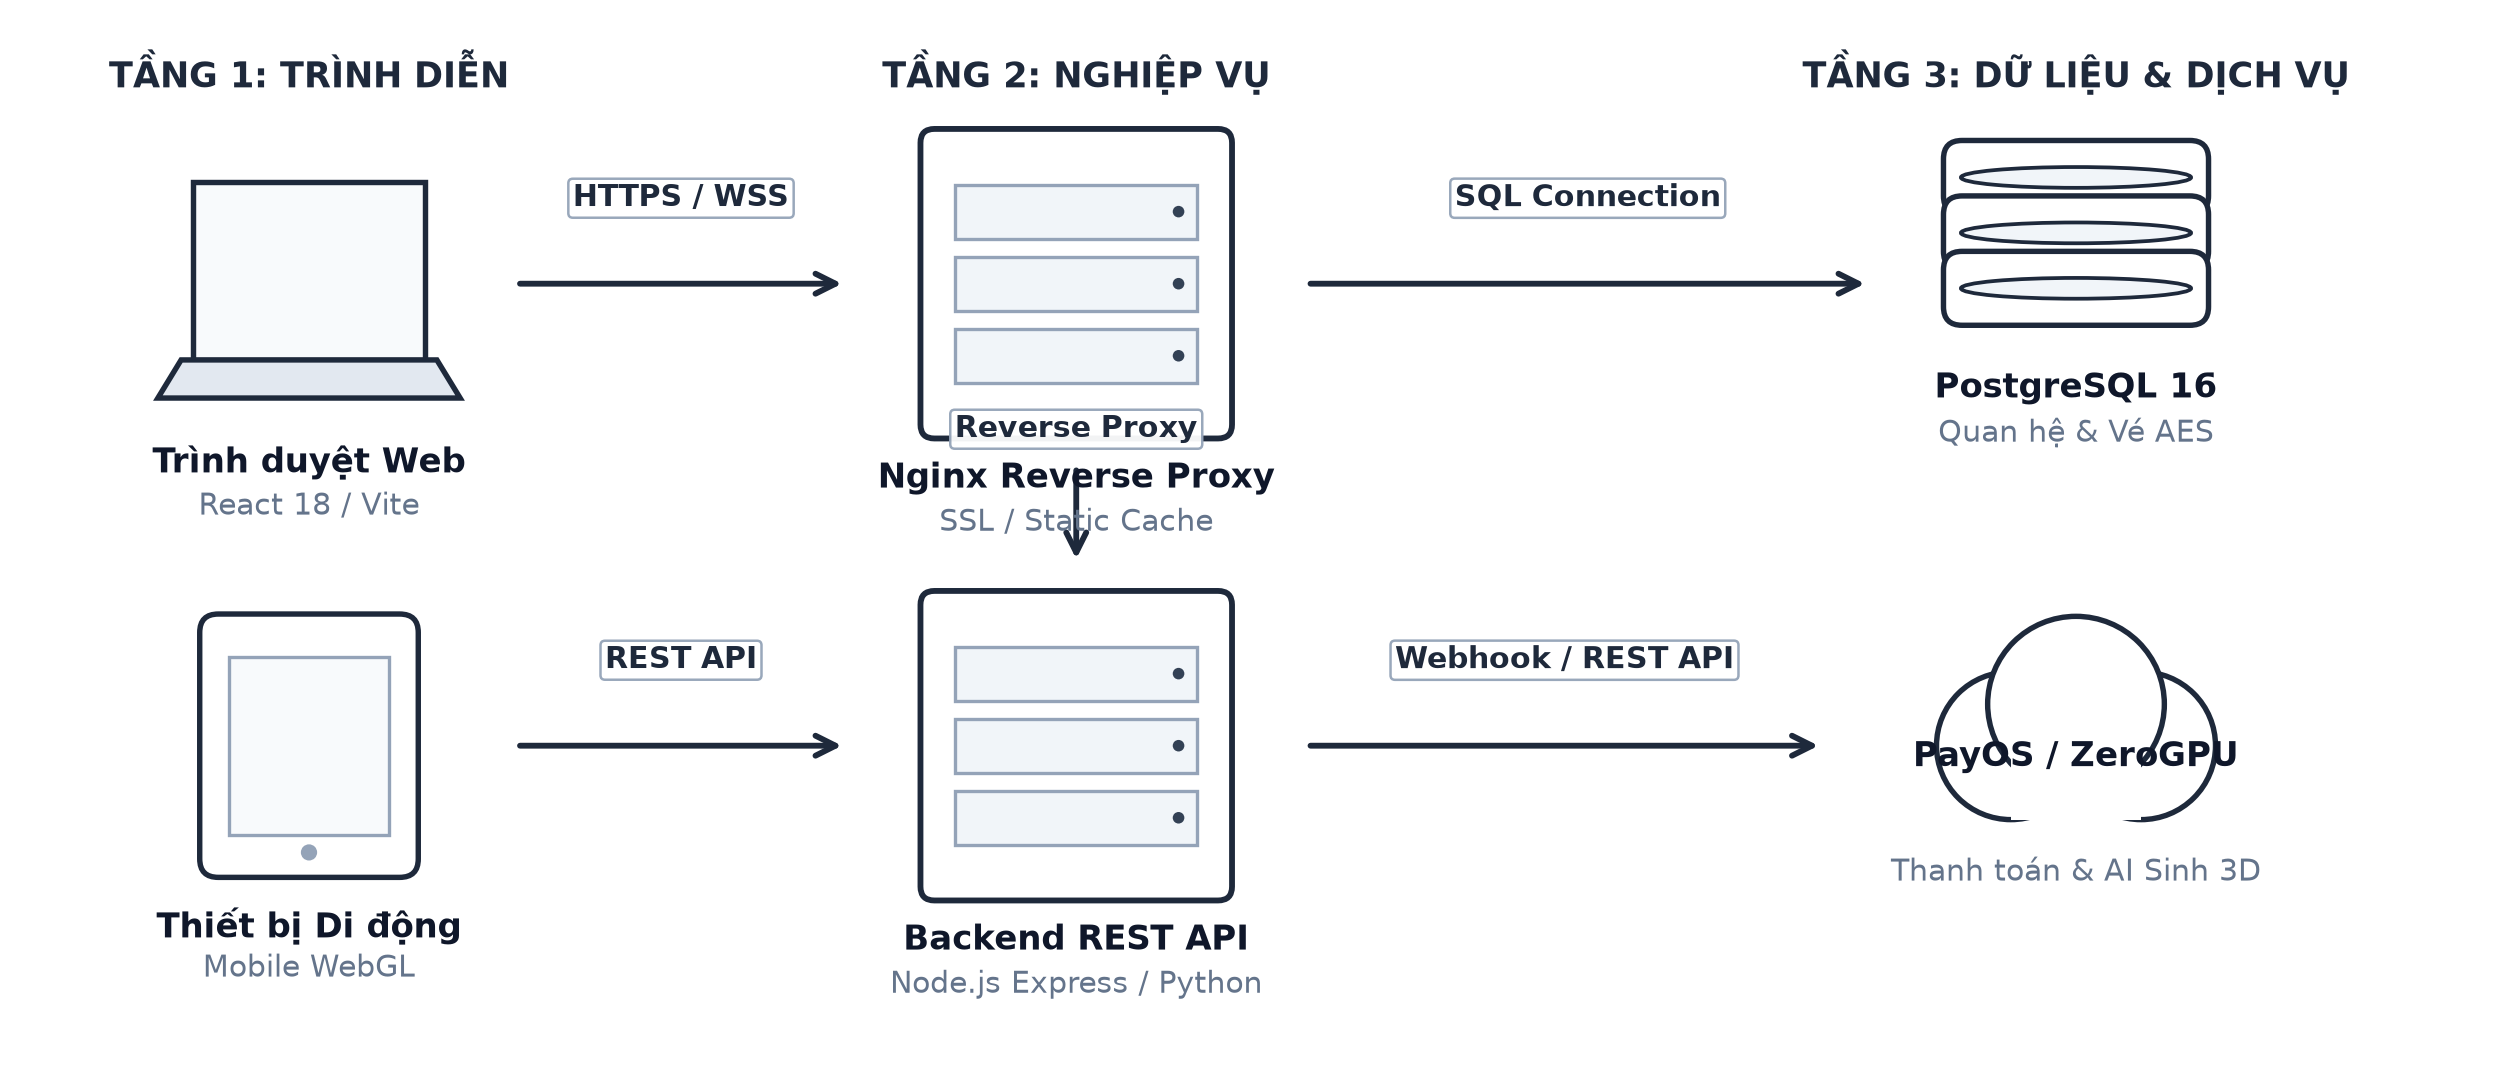 TẦNG 1: TRÌNH DIỄN
TẦNG 2: NGHIỆP VỤ
TẦNG 3: DỮ LIỆU & DỊCH VỤ
HTTPS / WSS
SQL Connection
Reverse Proxy
Trình duyệt Web
React 18 / Vite
Nginx Reverse Proxy
SSL / Static Cache
PostgreSQL 16
Quan hệ & Vé AES
REST API
Webhook / REST API
PayOS / ZeroGPU
Thanh toán & AI Sinh 3D
Thiết bị Di động
Mobile WebGL
Backend REST API
Node.js Express / Python